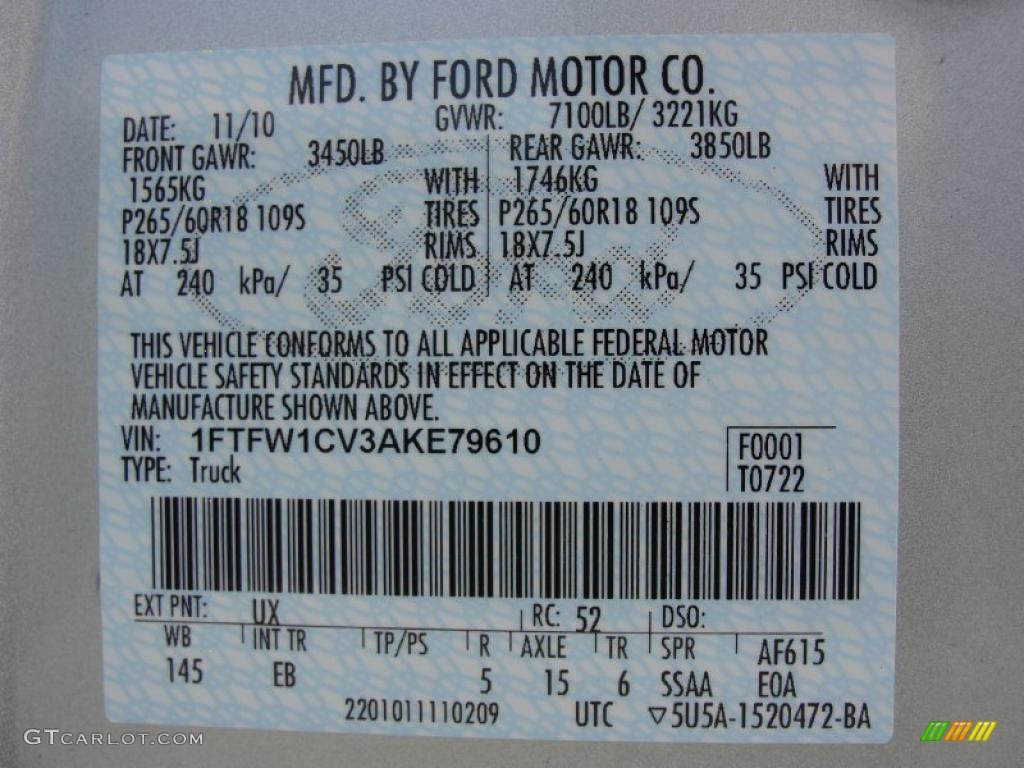 MFD. BY FORD MOTOR CO.
DATE: 11/10 GVWR: 7100LB/ 3221KG
FRONT GAWR: 3450LB REAR GAWR: 3850LB
1565KG WITH 1746KG WITH
P265/60R18 109S TIRES P265/60R18 109S TIRES
18X7.5J RIMS 18X7.5J RIMS
AT 240 kPa/ 35 PSI COLD AT 240 kPa/ 35 PSI COLD
THIS VEHICLE CONFORMS TO ALL APPLICABLE FEDERAL MOTOR
VEHICLE SAFETY STANDARDS IN EFFECT ON THE DATE OF
MANUFACTURE SHOWN ABOVE.
VIN: 1FTFW1CV3AKE79610 F0001
TYPE: Truck T0722
EXT PNT: UX RC: 52 DSO:
WB INT TR TP/PS R AXLE TR SPR AF615
145 EB 5 15 6 SSAA E0A
2201011110209 UTC ▽5U5A-1520472-BA
GTCARLOT.COM